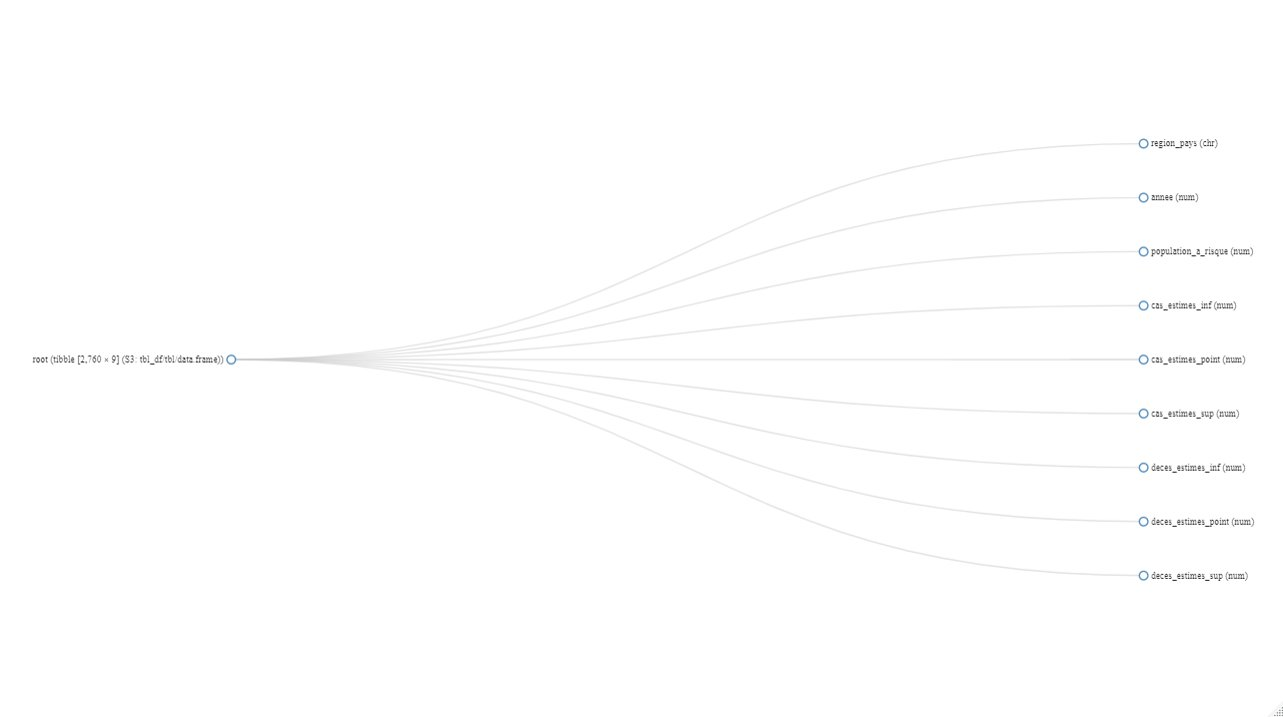 region_pays (chr)
annee (num)
population_a_risque (num)
cas_estimes_inf (num)
root (tibble [2,760 × 9] (S3: tbl_df/tbl/data.frame))
cas_estimes_point (num)
cas_estimes_sup (num)
deces_estimes_inf (num)
deces_estimes_point (num)
deces_estimes_sup (num)